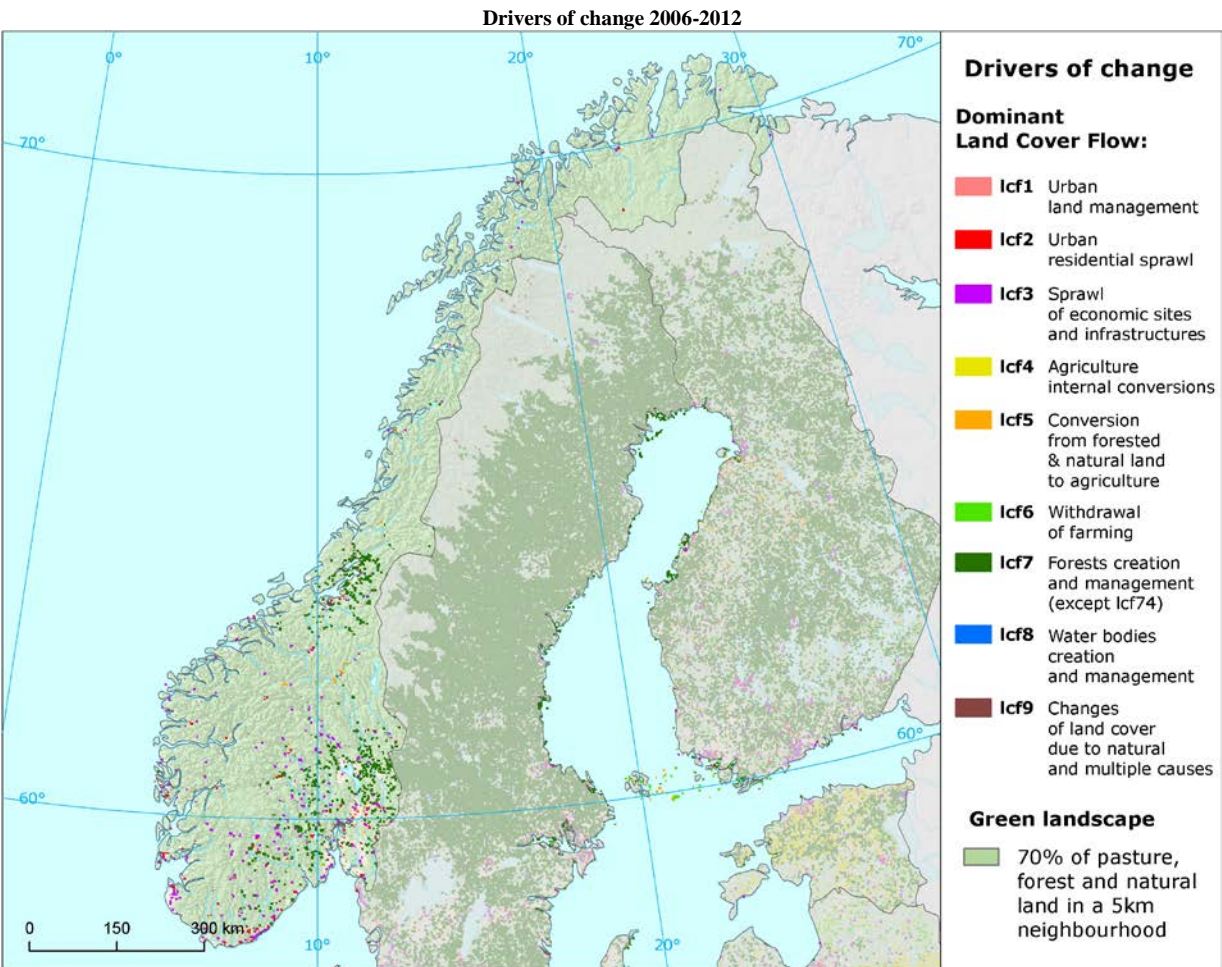 Drivers of change 2006-2012
0°
10°
20°
30°
70°
70°
60°
60°
0
150
300 km
10°
20°
Drivers of change
Dominant
Land Cover Flow:
lcf1 Urban
land management
lcf2 Urban
residential sprawl
lcf3 Sprawl
of economic sites
and infrastructures
lcf4 Agriculture
internal conversions
lcf5 Conversion
from forested
& natural land
to agriculture
lcf6 Withdrawal
of farming
lcf7 Forests creation
and management
(except lcf74)
lcf8 Water bodies
creation
and management
lcf9 Changes
of land cover
due to natural
and multiple causes
Green landscape
70% of pasture,
forest and natural
land in a 5km
neighbourhood